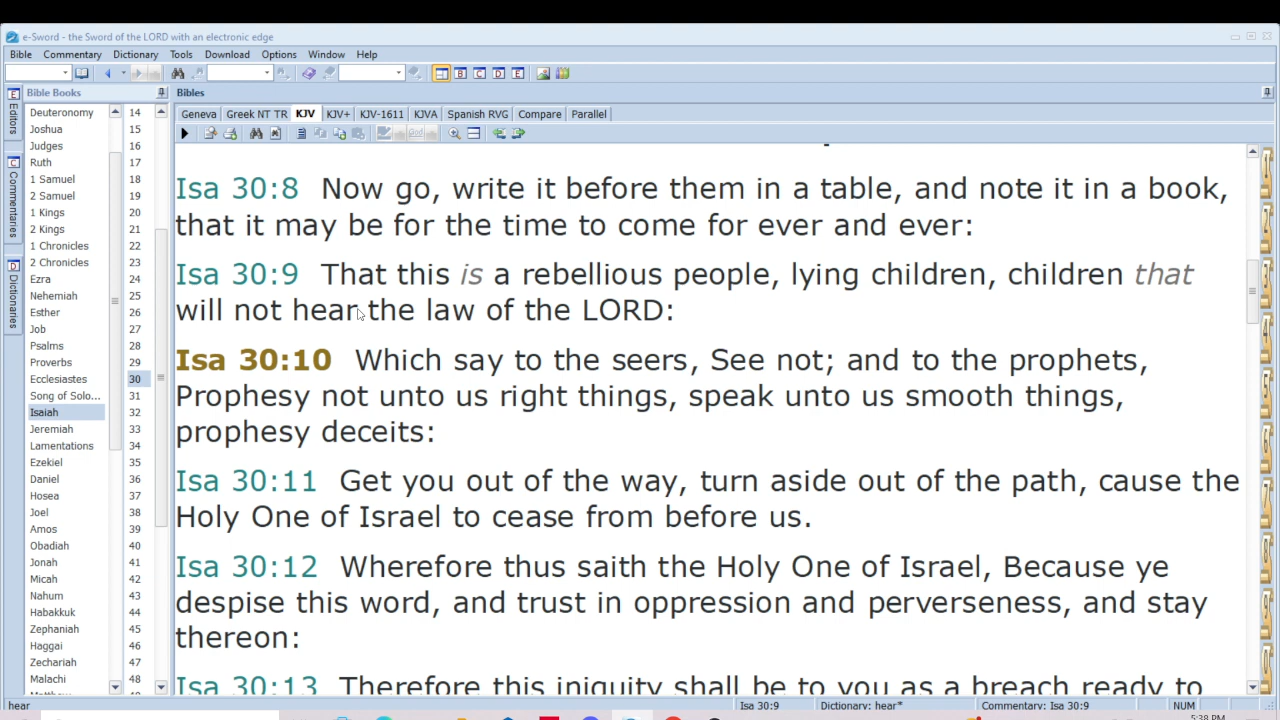 e-Sword - the Sword of the LORD with an electronic edge
Bible Commentary Dictionary Tools Download Options Window Help
B C D E
Bible Books
Bibles
E Editors
C Commentaries
D Dictionaries
Geneva Greek NT TR KJV KJV+ KJV-1611 KJVA Spanish RVG Compare Parallel
Deuteronomy
Joshua
Judges
Ruth
1 Samuel
2 Samuel
1 Kings
2 Kings
1 Chronicles
2 Chronicles
Ezra
Nehemiah
Esther
Job
Psalms
Proverbs
Ecclesiastes
Song of Solo...
Isaiah
Jeremiah
Lamentations
Ezekiel
Daniel
Hosea
Joel
Amos
Obadiah
Jonah
Micah
Nahum
Habakkuk
Zephaniah
Haggai
Zechariah
Malachi
14
15
16
17
18
19
20
21
22
23
24
25
26
27
28
29
30
31
32
33
34
35
36
37
38
39
40
41
42
43
44
45
46
47
48
Isa 30:8 Now go, write it before them in a table, and note it in a book,
that it may be for the time to come for ever and ever:
Isa 30:9 That this is a rebellious people, lying children, children that
will not hear the law of the LORD:
Isa 30:10 Which say to the seers, See not; and to the prophets,
Prophesy not unto us right things, speak unto us smooth things,
prophesy deceits:
Isa 30:11 Get you out of the way, turn aside out of the path, cause the
Holy One of Israel to cease from before us.
Isa 30:12 Wherefore thus saith the Holy One of Israel, Because ye
despise this word, and trust in oppression and perverseness, and stay
thereon:
Isa 30:13 Therefore this iniquity shall be to you as a breach ready to
hear
Isa 30:9
Dictionary: hear*
Commentary: Isa 30:9
NUM
5:38 PM